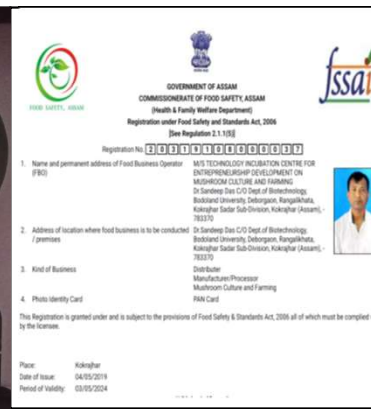 FOOD SAFETY, ASSAM
fssai
GOVERNMENT OF ASSAM
COMMISSIONERATE OF FOOD SAFETY, ASSAM
(Health & Family Welfare Department)
Registration under Food Safety and Standards Act, 2006
[See Regulation 2.1.1(5)]
Registration No. 20319108000037
1. Name and permanent address of Food Business Operator (FBO)
M/S TECHNOLOGY INCUBATION CENTRE FOR
ENTREPRENEURSHIP DEVELOPMENT ON
MUSHROOM CULTURE AND FARMING
Dr.Sandeep Das C/O Dept.of Biotechnology,
Bodoland University, Deborgaon, Rangalikhata,
Kokrajhar Sadar Sub-Division, Kokrajhar (Assam), -
783370
2. Address of location where food business is to be conducted
/ premises
Dr.Sandeep Das C/O Dept.of Biotechnology,
Bodoland University, Deborgaon, Rangalikhata,
Kokrajhar Sadar Sub-Division, Kokrajhar (Assam), -
783370
3. Kind of Business
Distributer
Manufacturer/Processor
Mushroom Culture and Farming
4. Photo Identity Card
PAN Card
This Registration is granted under and is subject to the provisions of Food Safety & Standards Act, 2006 all of which must be complied
by the licensee.
Place: Kokrajhar
Date of Issue: 04/05/2019
Period of Validity: 03/05/2024